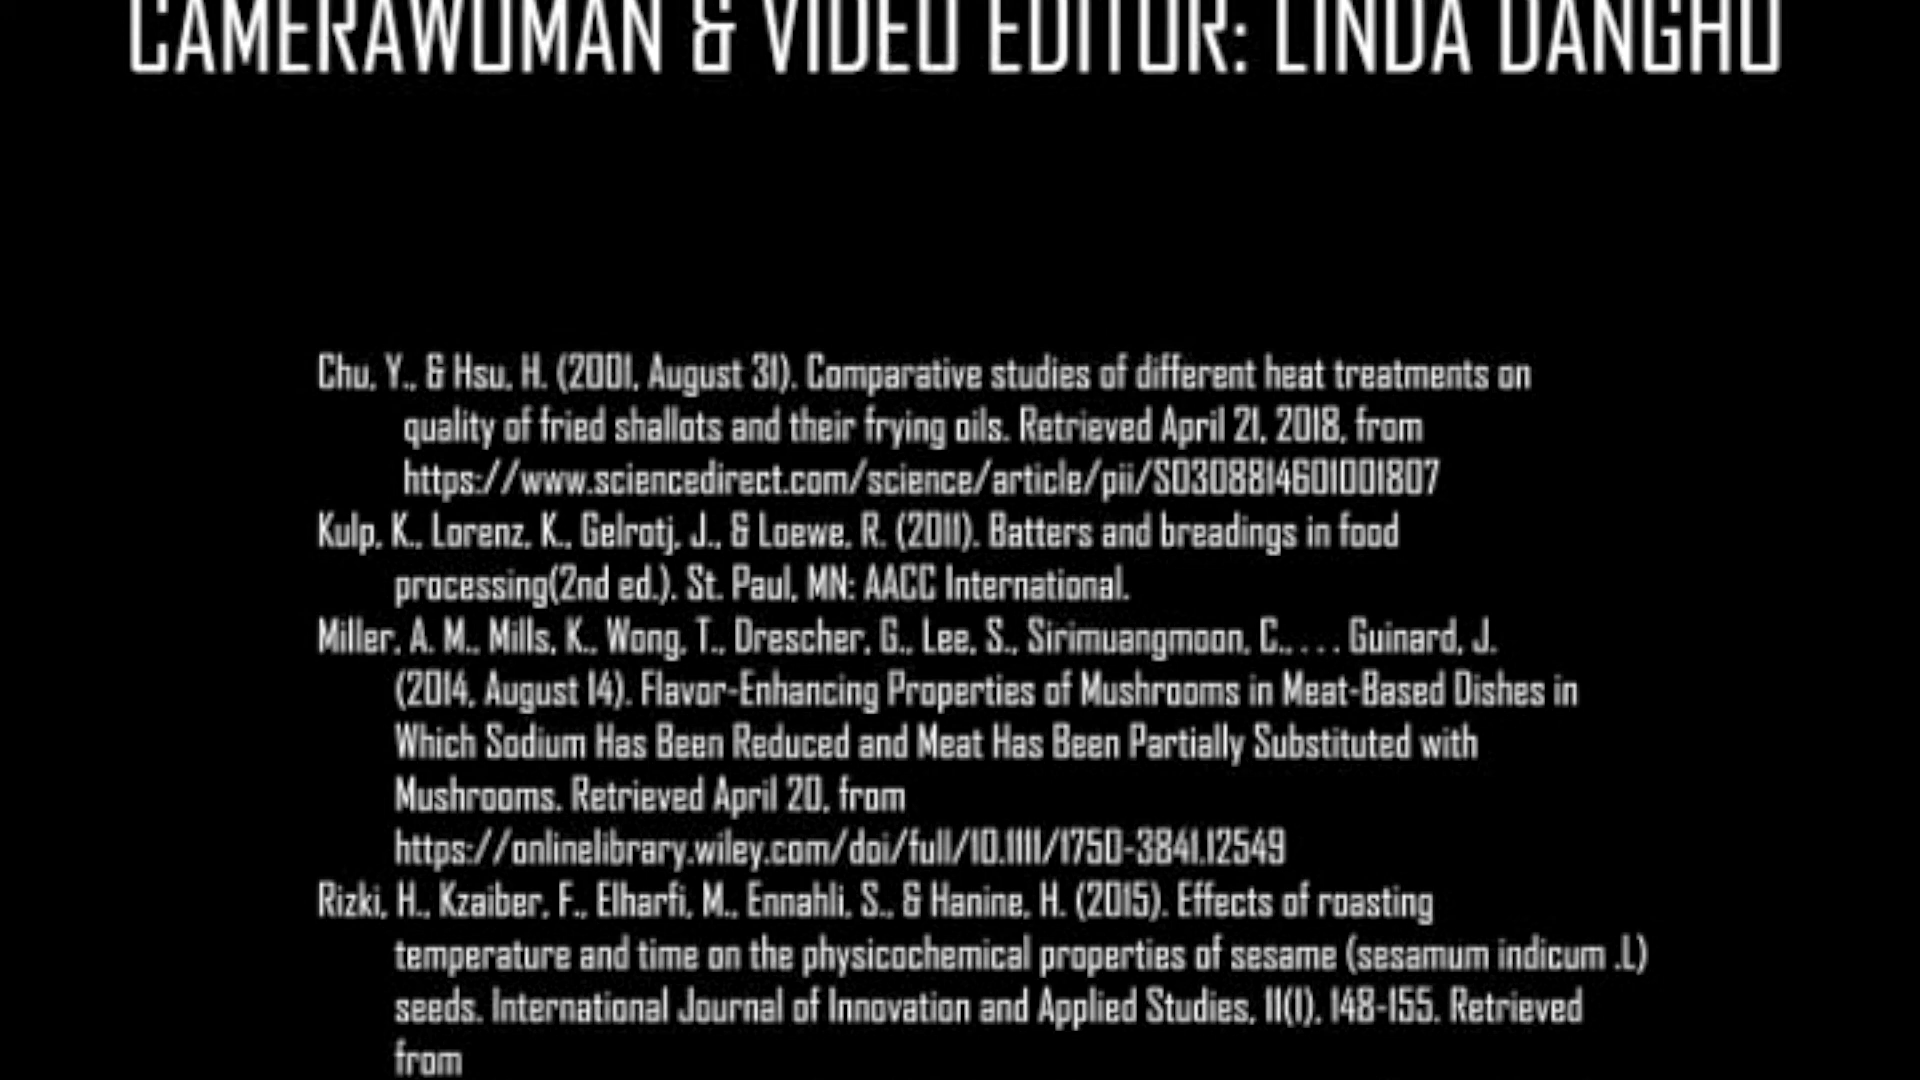 CAMERAWOMAN & VIDEO EDITOR: LINDA DANGHO
Chu, Y., & Hsu, H. (2001, August 31). Comparative studies of different heat treatments on
quality of fried shallots and their frying oils. Retrieved April 21, 2018, from
https://www.sciencedirect.com/science/article/pii/S0308814601001807
Kulp, K., Lorenz, K., Gelrotj, J., & Loewe, R. (2011). Batters and breadings in food
processing(2nd ed.). St. Paul, MN: AACC International.
Miller, A. M., Mills, K., Wong, T., Drescher, G., Lee, S., Sirimuangmoon, C., . . . Guinard, J.
(2014, August 14). Flavor-Enhancing Properties of Mushrooms in Meat-Based Dishes in
Which Sodium Has Been Reduced and Meat Has Been Partially Substituted with
Mushrooms. Retrieved April 20, from
https://onlinelibrary.wiley.com/doi/full/10.1111/1750-3841.12549
Rizki, H., Kzaiber, F., Elharfi, M., Ennahli, S., & Hanine, H. (2015). Effects of roasting
temperature and time on the physicochemical properties of sesame (sesamum indicum .L)
seeds. International Journal of Innovation and Applied Studies, 11(1), 148-155. Retrieved
from